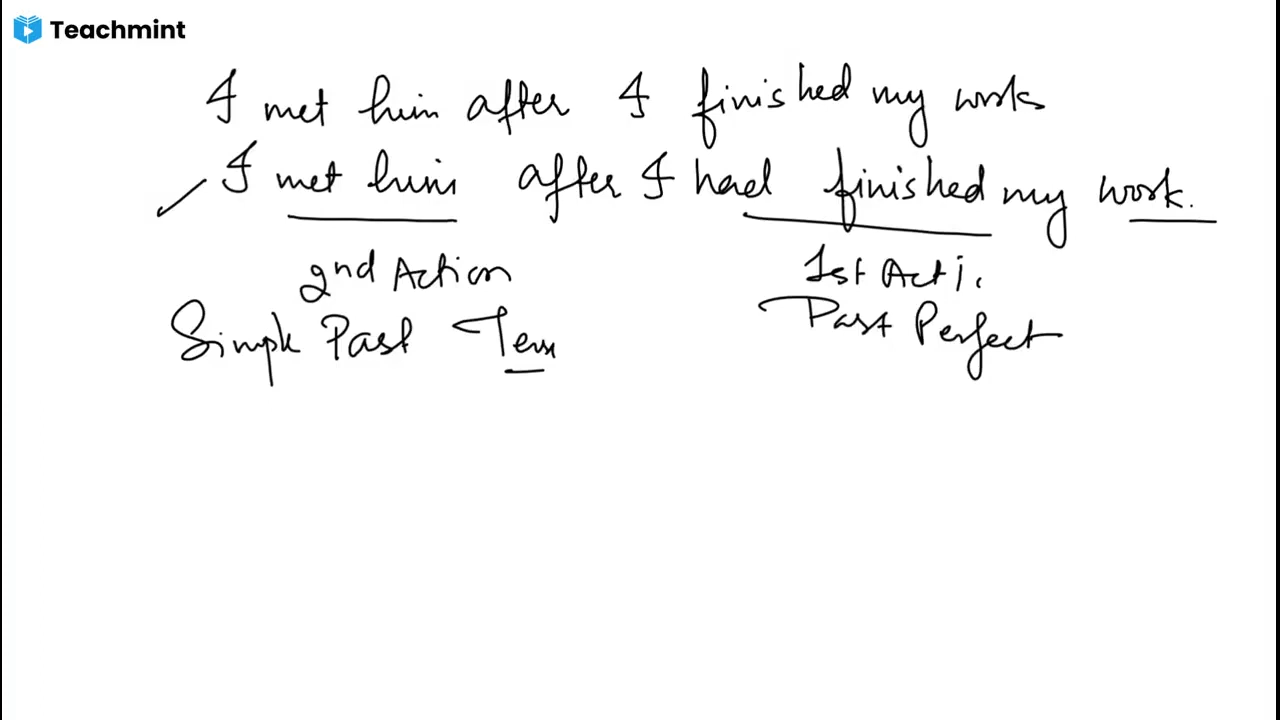 Teachmint
I met him after I finished my work
I met him after I had finished my work.
2nd Action 1st Acti.
Simple Past Tense Past Perfect